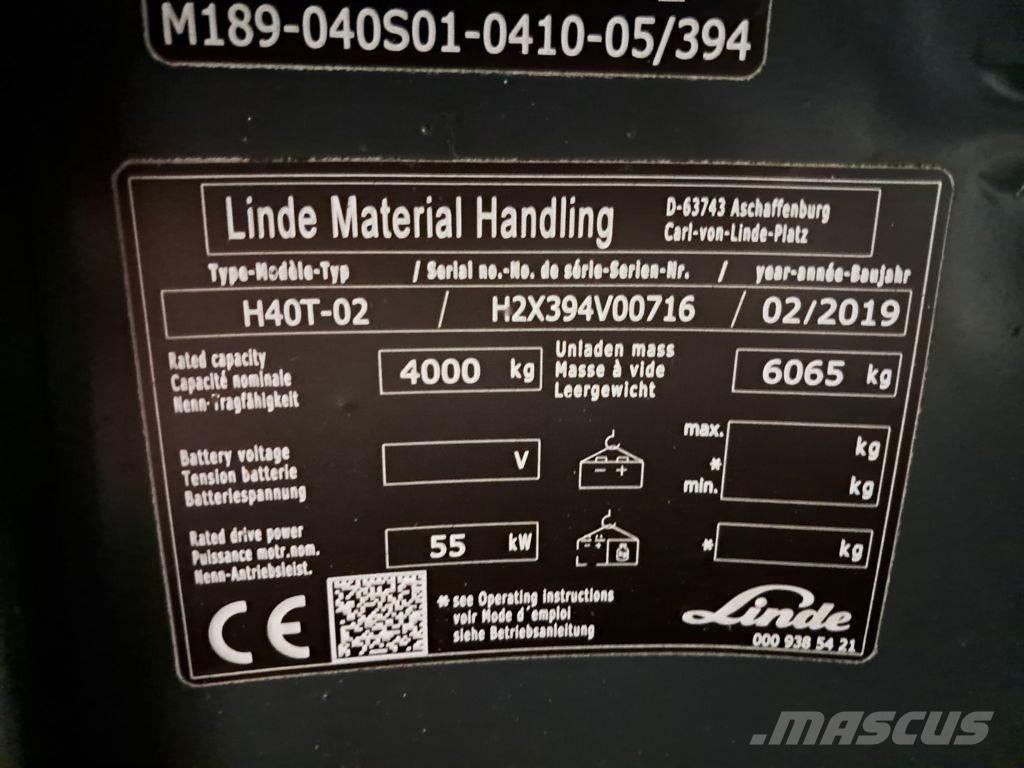 M189-040S01-0410-05/394
Linde Material Handling
D-63743 Aschaffenburg
Carl-von-Linde-Platz
Type-Modèle-Typ / Serial no.-No. de série-Serien-Nr. / year-année-Baujahr
H40T-02 / H2X394V00716 / 02/2019
Rated capacity
Capacité nominale
Nenn-Tragfähigkeit
4000 kg
Unladen mass
Masse à vide
Leergewicht
6065 kg
Battery voltage
Tension batterie
Batteriespannung
V
- +
max. kg
*
min. kg
Rated drive power
Puissance motr.nom.
Nenn-Antriebsleist.
55 kW
* kg
CE
* see Operating instructions
voir Mode d'emploi
siehe Betriebsanleitung
Linde
000 938 54 21
MASCUS